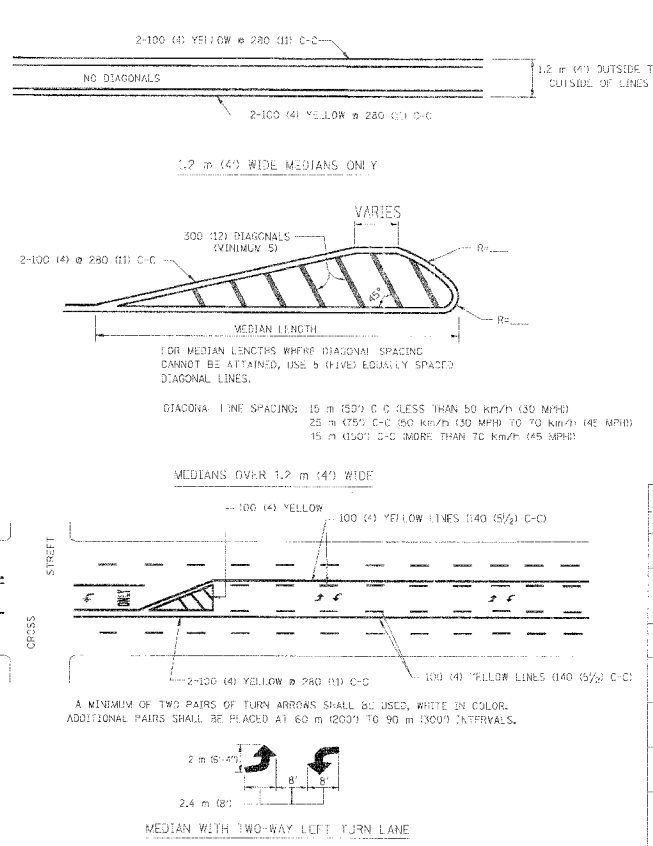 2-100 (4) YELLOW @ 280 (11) C-C
NO DIAGONALS
1.2 m (4') OUTSIDE T
OUTSIDE OF LINES
2-100 (4) YELLOW @ 280 (11) C-C
1.2 m (4') WIDE MEDIANS ONLY
VARIES
300 (12) DIAGONALS
(MINIMUM 5)
2-100 (4) @ 280 (11) C-C
R=
45°
R=
MEDIAN LENGTH
FOR MEDIAN LENGTHS WHERE DIAGONAL SPACING
CANNOT BE ATTAINED, USE 5 (FIVE) EQUALLY SPACED
DIAGONAL LINES.
DIAGONAL LINE SPACING: 15 m (50') C-C (LESS THAN 50 km/h (30 MPH))
25 m (75') C-C (50 km/h (30 MPH) TO 70 km/h (45 MPH))
15 m (150') C-C (MORE THAN 70 km/h (45 MPH))
MEDIANS OVER 1.2 m (4') WIDE
100 (4) YELLOW
100 (4) YELLOW LINES (140 (5½) C-C)
STREET
ONLY
CROSS
2-100 (4) YELLOW @ 280 (11) C-C
100 (4) YELLOW LINES (140 (5½) C-C)
A MINIMUM OF TWO PAIRS OF TURN ARROWS SHALL BE USED, WHITE IN COLOR.
ADDITIONAL PAIRS SHALL BE PLACED AT 60 m (200') TO 90 m (300') INTERVALS.
2 m (6'-4")
8'
8'
2.4 m (8')
MEDIAN WITH TWO-WAY LEFT TURN LANE